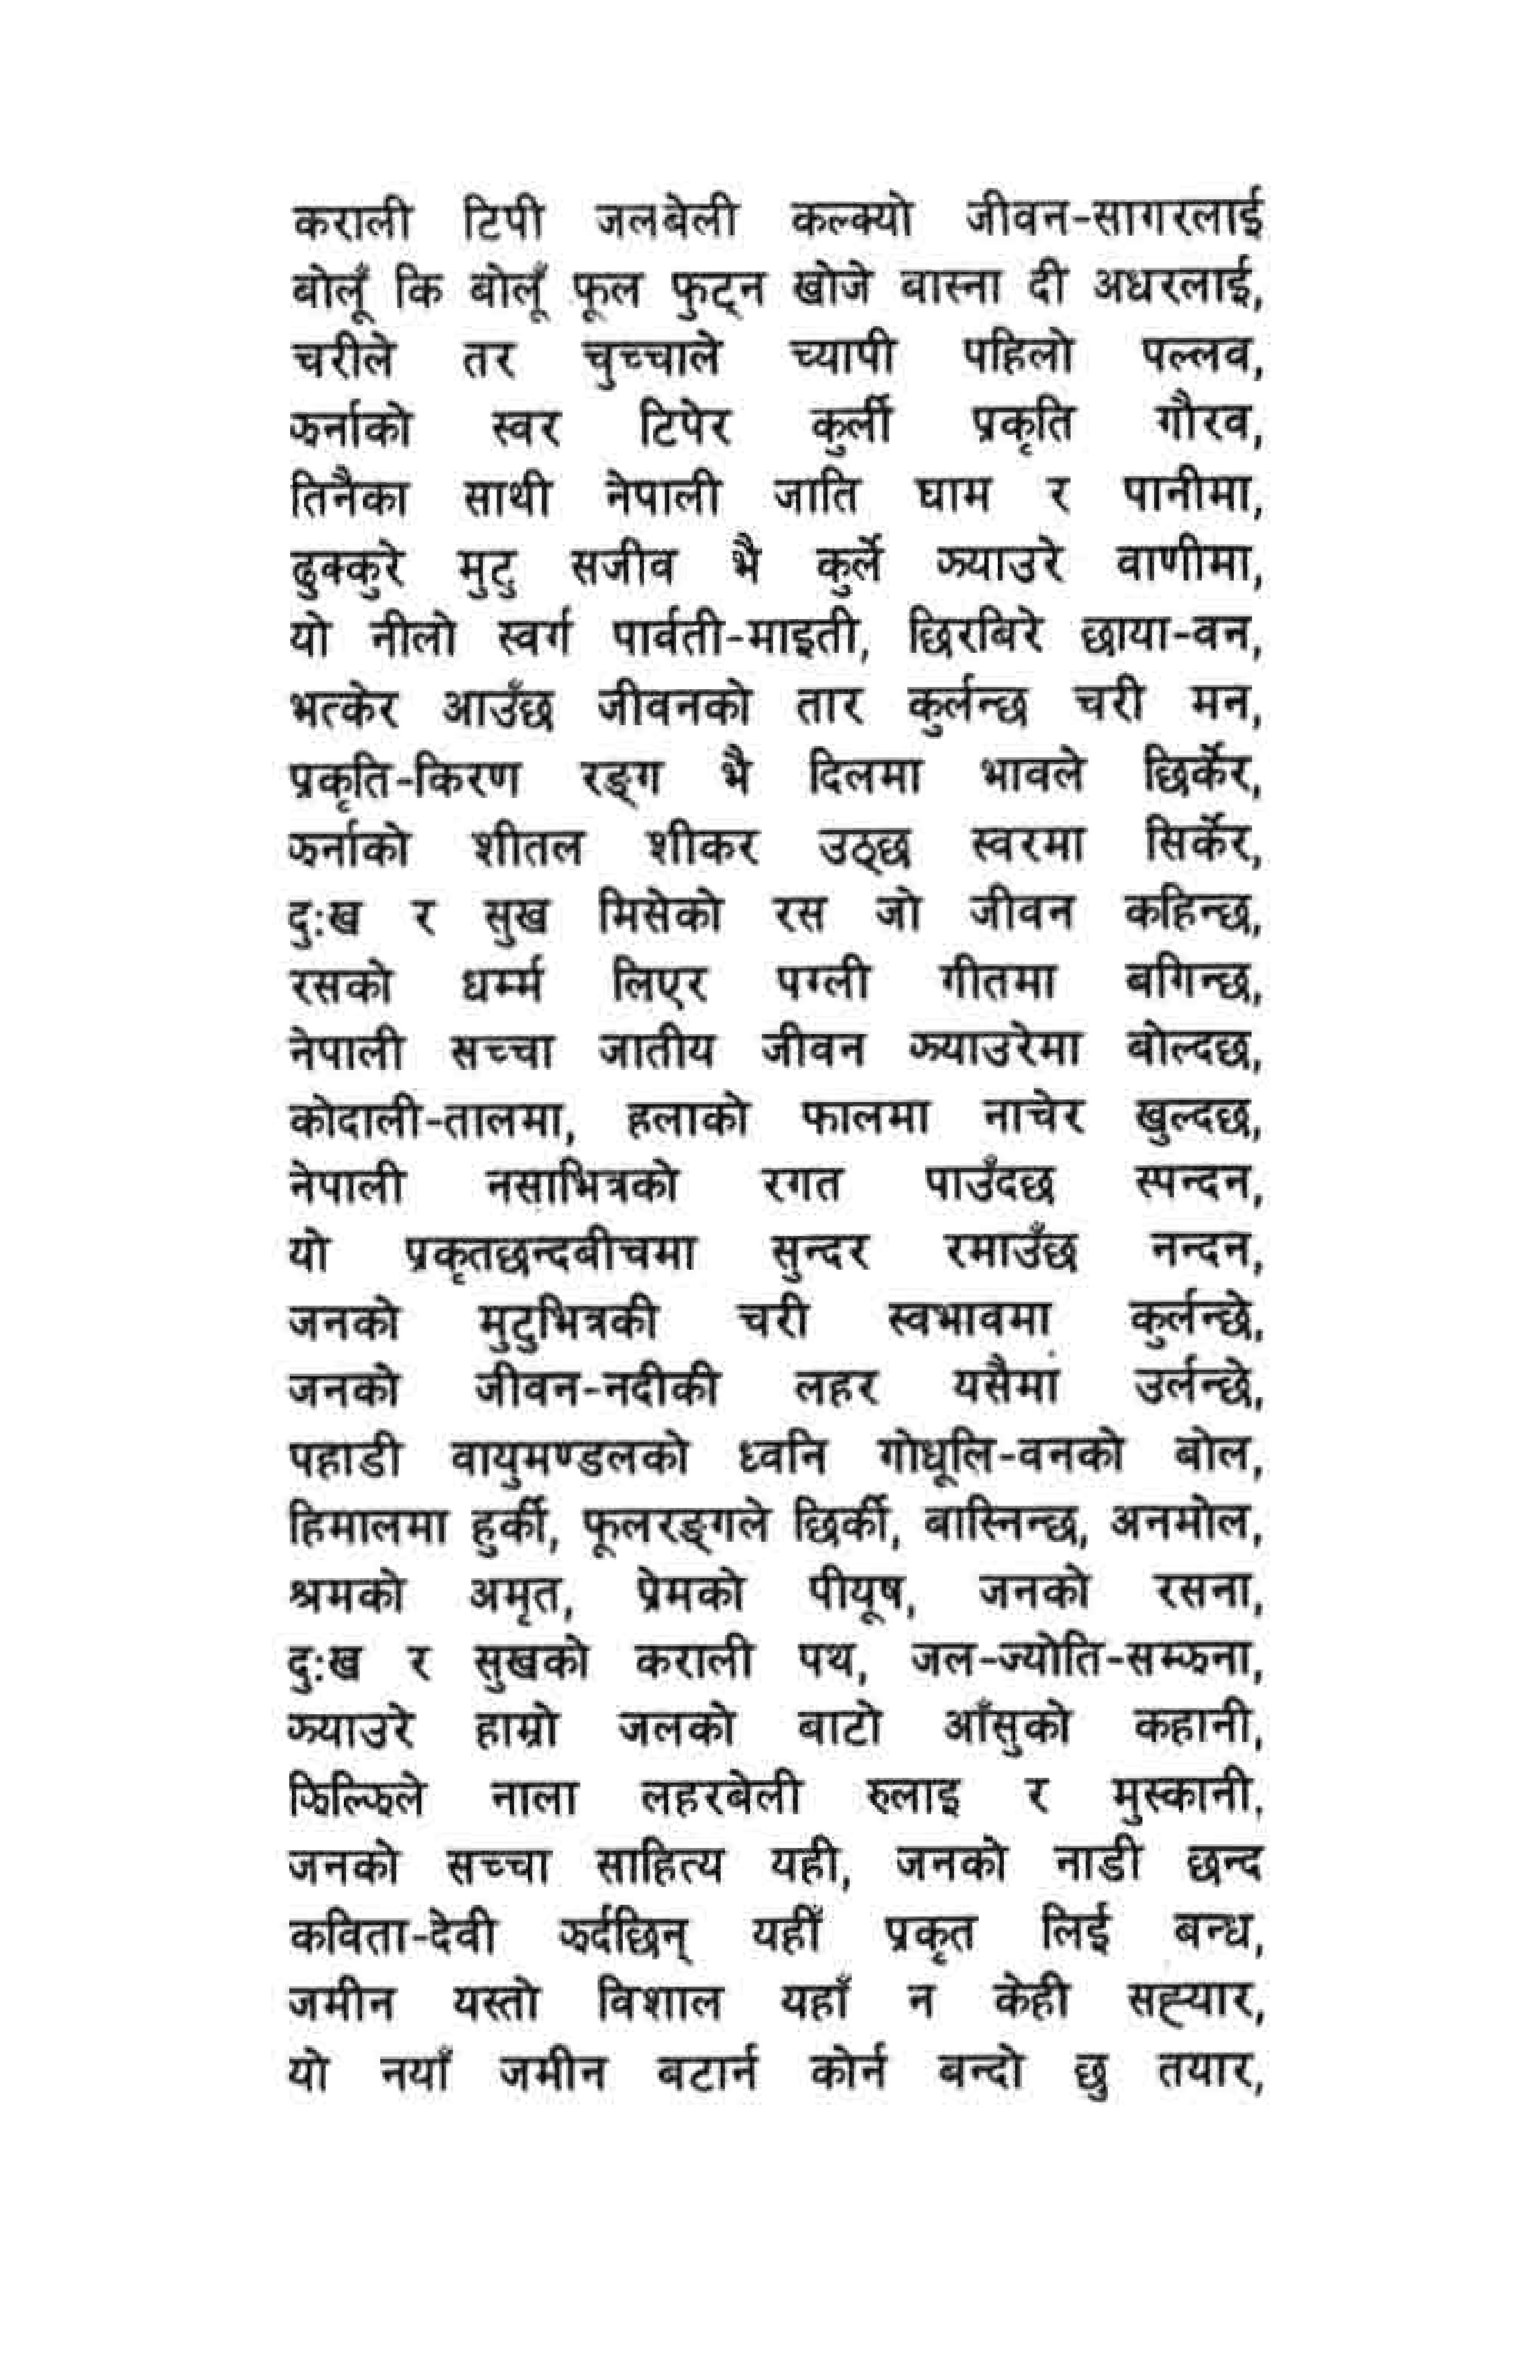 कराली टिपी जलबेली कल्क्यो जीवन-सागरलाई
बोलूँ कि बोलूँ फूल फुट्न खोजे बास्ना दी अधरलाई,
चरीले तर चुच्चाले च्यापी पहिलो पल्लव,
झर्नाको स्वर टिपेर कुर्ली प्रकृति गौरव,
तिनैका साथी नेपाली जाति घाम र पानीमा,
ढुक्कुरे मुटु सजीव भै कुर्ले झ्याउरे वाणीमा,
यो नीलो स्वर्ग पार्वती-माइती, छिरबिरे छाया-वन,
भत्केर आउँछ जीवनको तार कुर्लन्छ चरी मन,
प्रकृति-किरण रङ्ग भै दिलमा भावले छिर्केर,
झर्नाको शीतल शीकर उठ्छ स्वरमा सिर्केर,
दुःख र सुख मिसेको रस जो जीवन कहिन्छ,
रसको धर्म्म लिएर पग्ली गीतमा बगिन्छ,
नेपाली सच्चा जातीय जीवन झ्याउरेमा बोल्दछ,
कोदाली-तालमा, हलाको फालमा नाचेर खुल्दछ,
नेपाली नसाभित्रको रगत पाउँदछ स्पन्दन,
यो प्रकृतछन्दबीचमा सुन्दर रमाउँछ नन्दन,
जनको मुटुभित्रकी चरी स्वभावमा कुर्लन्छे,
जनको जीवन-नदीकी लहर यसैमा उर्लन्छे,
पहाडी वायुमण्डलको ध्वनि गोधूलि-वनको बोल,
हिमालमा हुर्की, फूलरङ्गले छिर्की, बास्निन्छ, अनमोल,
श्रमको अमृत, प्रेमको पीयूष, जनको रसना,
दुःख र सुखको कराली पथ, जल-ज्योति-सम्झना,
झ्याउरे हाम्रो जलको बाटो आँसुको कहानी,
झिल्झिले नाला लहरबेली रुलाइ र मुस्कानी,
जनको सच्चा साहित्य यही, जनको नाडी छन्द
कविता-देवी झर्दछिन् यहीँ प्रकृत लिई बन्ध,
जमीन यस्तो विशाल यहाँ न केही सह्यार,
यो नयाँ जमीन बटार्न कोर्न बन्दो छु तयार,